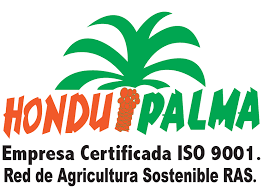 HONDUPALMA
Empresa Certificada ISO 9001.
Red de Agricultura Sostenible RAS.